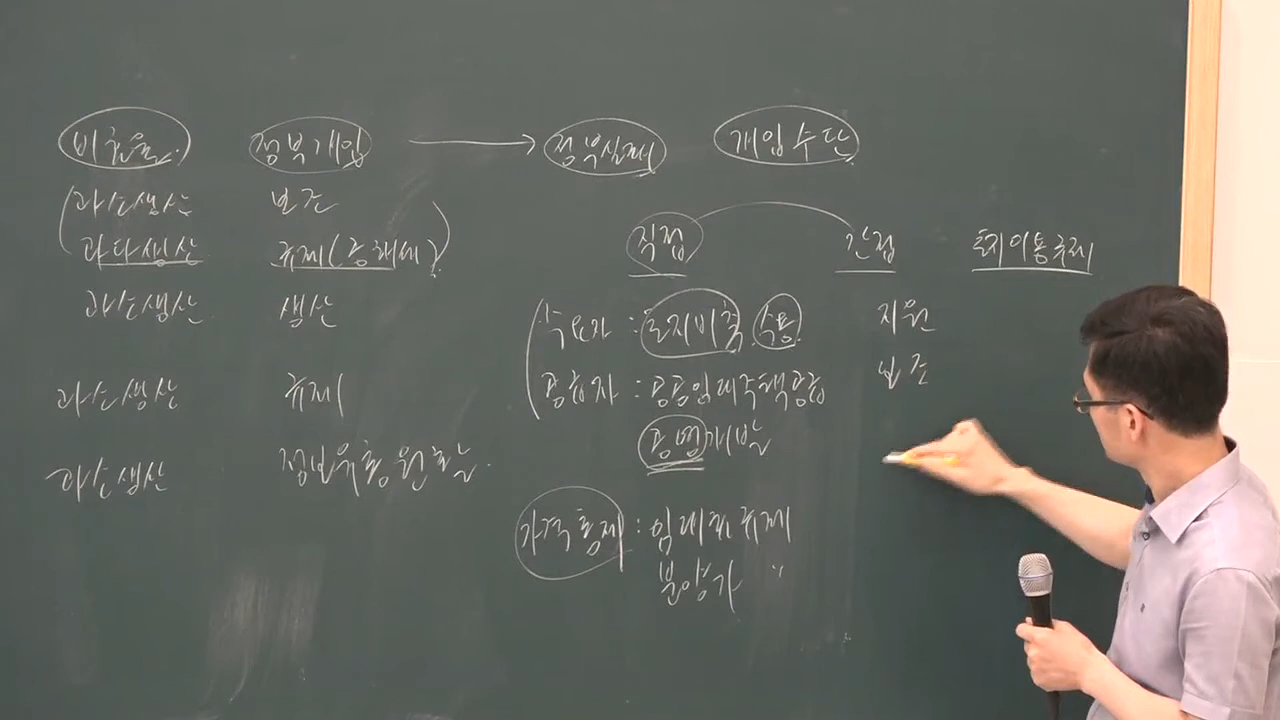 비효율 정부개입 → 정부실패 개입수단
과소생산 보조
과다생산 규제(중과세)
직접 간접 토지이용규제
과소생산 생산
수요자 : 토지비축 수용 지원
과소생산 규제
공급자 : 공공임대주택공급 보조
공영개발
과소생산 정보유통 원활
가격통제 : 임대료규제
분양가 〃